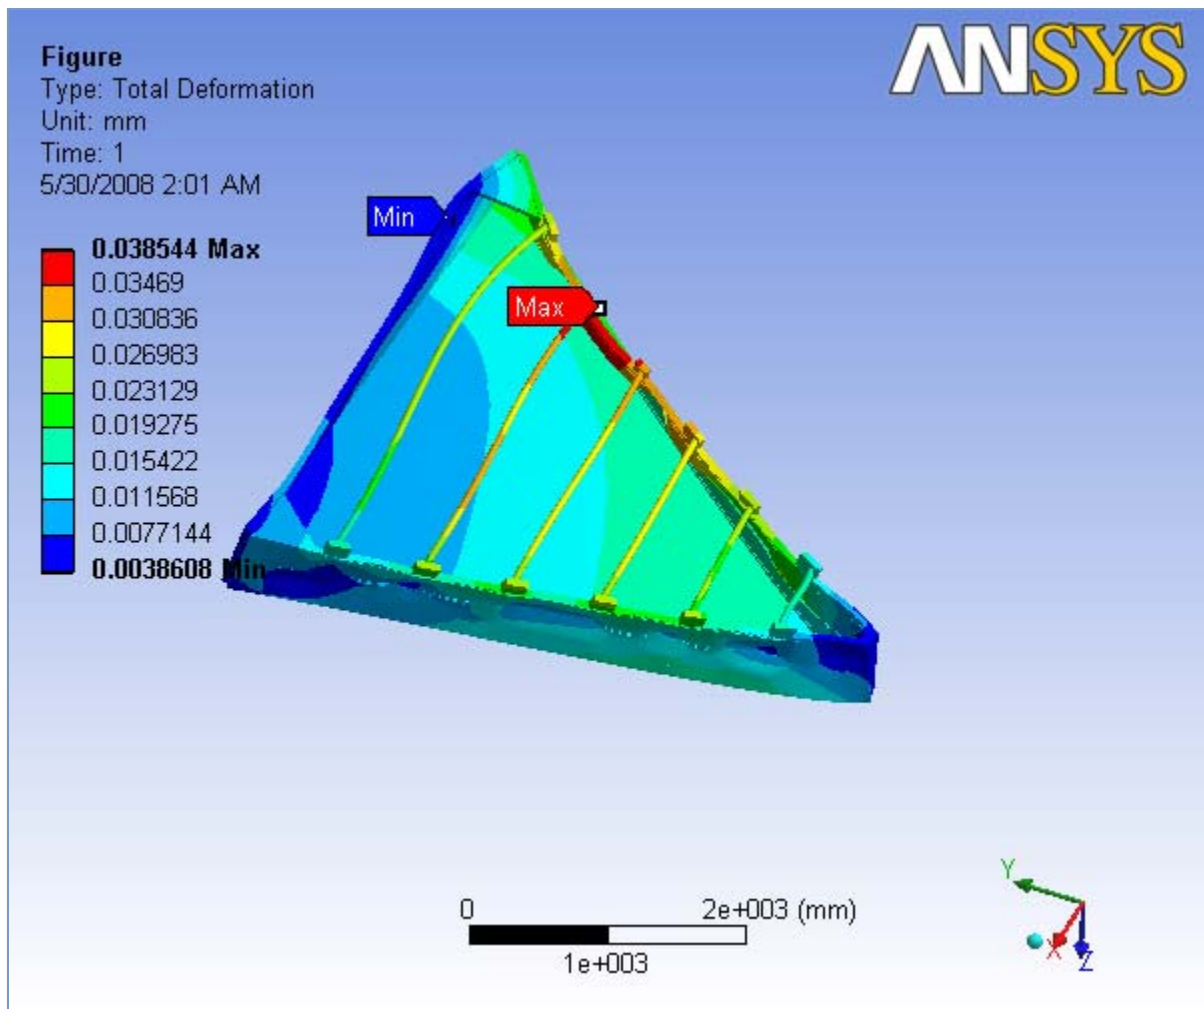 ANSYS
Figure
Type: Total Deformation
Unit: mm
Time: 1
5/30/2008 2:01 AM
Min
0.038544 Max
0.03469
0.030836
0.026983
0.023129
0.019275
0.015422
0.011568
0.0077144
0.0038608 Min
Max
0 2e+003 (mm)
1e+003
Y
X
Z